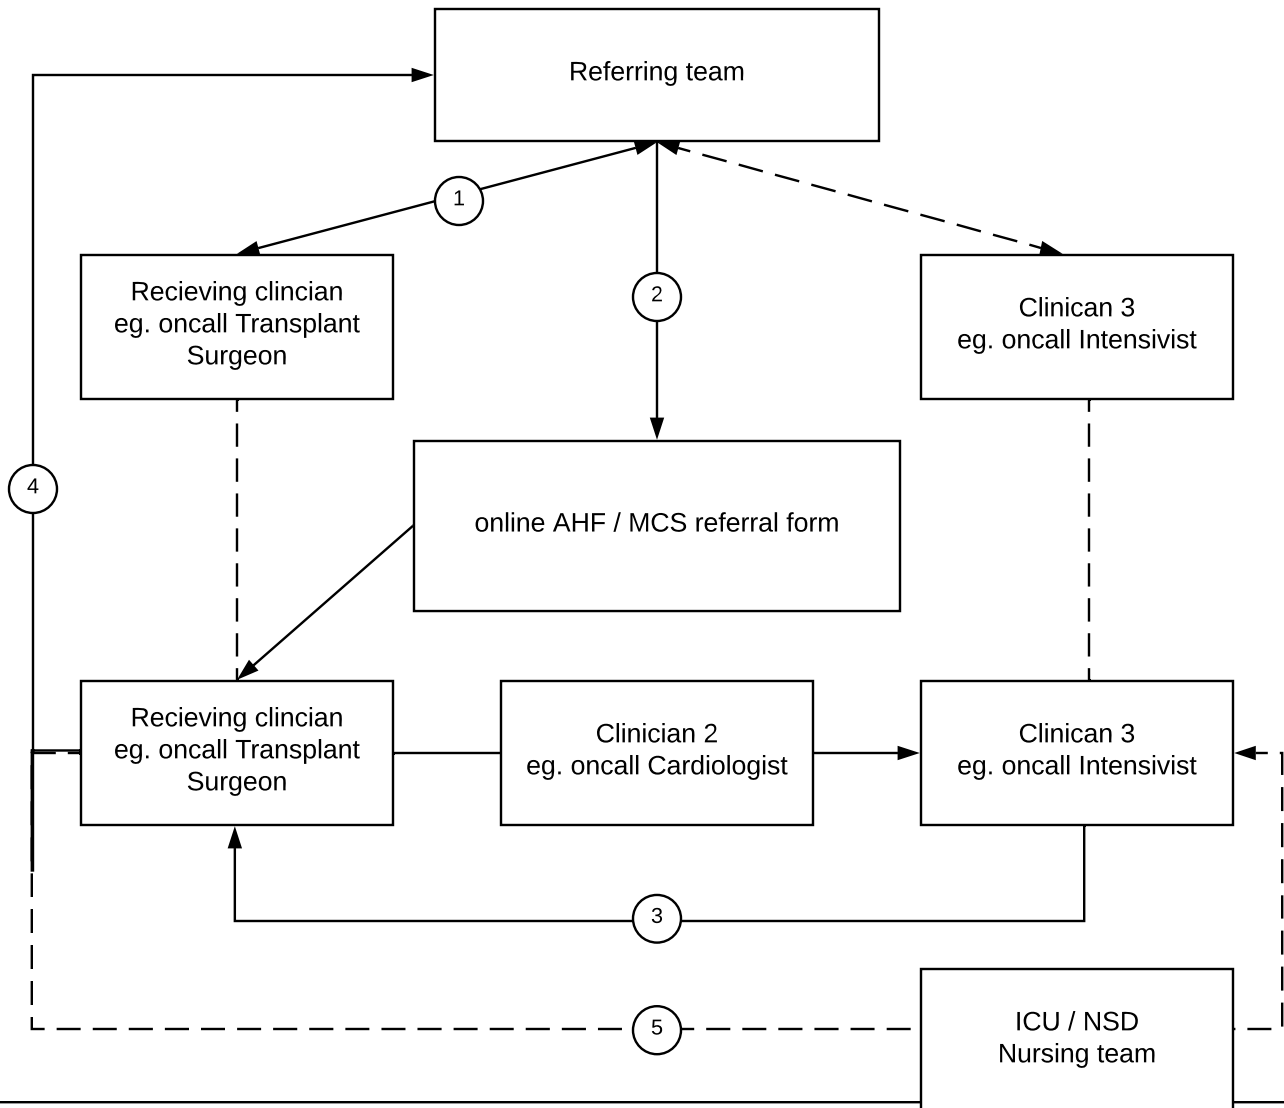 Referring team
1
Recieving clincian
eg. oncall Transplant
Surgeon
2
Clinican 3
eg. oncall Intensivist
4
online AHF / MCS referral form
Recieving clincian
eg. oncall Transplant
Surgeon
Clinician 2
eg. oncall Cardiologist
Clinican 3
eg. oncall Intensivist
3
5
ICU / NSD
Nursing team